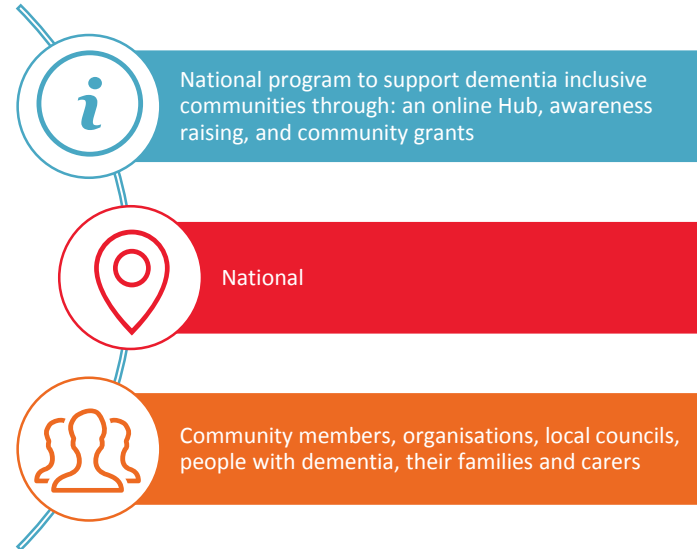 i
National program to support dementia inclusive
communities through: an online Hub, awareness
raising, and community grants
National
Community members, organisations, local councils,
people with dementia, their families and carers